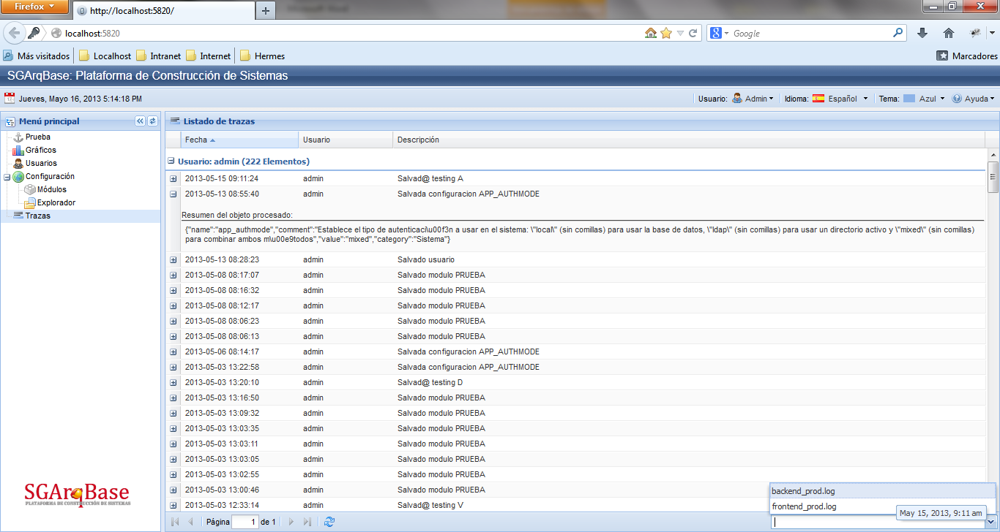 Firefox
http://localhost:5820/
localhost:5820
Google
Más visitados
Localhost
Intranet
Internet
Hermes
Marcadores
SGArqBase: Plataforma de Construcción de Sistemas
Jueves, Mayo 16, 2013 5:14:18 PM
Usuario: Admin
Idioma: Español
Tema: Azul
Ayuda
Menú principal
Prueba
Gráficos
Usuarios
Configuración
Módulos
Explorador
Trazas
SGArqBase
PLATAFORMA DE CONSTRUCCIÓN DE SISTEMAS
Listado de trazas
Fecha Usuario Descripción
Usuario: admin (222 Elementos)
2013-05-15 09:11:24 admin Salvad@ testing A
2013-05-13 08:55:40 admin Salvada configuracion APP_AUTHMODE
Resumen del objeto procesado:
{"name":"app_authmode","comment":"Establece el tipo de autenticaci\u00f3n a usar en el sistema: \"local\" (sin comillas) para usar la base de datos, \"ldap\" (sin comillas) para usar un directorio activo y \"mixed\" (sin comillas)
para combinar ambos m\u00e9todos","value":"mixed","category":"Sistema"}
2013-05-13 08:28:23 admin Salvado usuario
2013-05-08 08:17:07 admin Salvado modulo PRUEBA
2013-05-08 08:16:32 admin Salvado modulo PRUEBA
2013-05-08 08:12:17 admin Salvado modulo PRUEBA
2013-05-08 08:06:23 admin Salvado modulo PRUEBA
2013-05-08 08:06:13 admin Salvado modulo PRUEBA
2013-05-06 08:14:17 admin Salvada configuracion APP_AUTHMODE
2013-05-03 13:22:58 admin Salvada configuracion APP_AUTHMODE
2013-05-03 13:20:10 admin Salvad@ testing D
2013-05-03 13:16:50 admin Salvado modulo PRUEBA
2013-05-03 13:09:32 admin Salvado modulo PRUEBA
2013-05-03 13:03:35 admin Salvado modulo PRUEBA
2013-05-03 13:03:11 admin Salvado modulo PRUEBA
2013-05-03 13:03:05 admin Salvado modulo PRUEBA
2013-05-03 13:02:55 admin Salvado modulo PRUEBA
2013-05-03 13:00:46 admin Salvado modulo PRUEBA
2013-05-03 12:33:14 admin Salvad@ testing V
backend_prod.log
frontend_prod.log
May 15, 2013, 9:11 am
Página 1 de 1